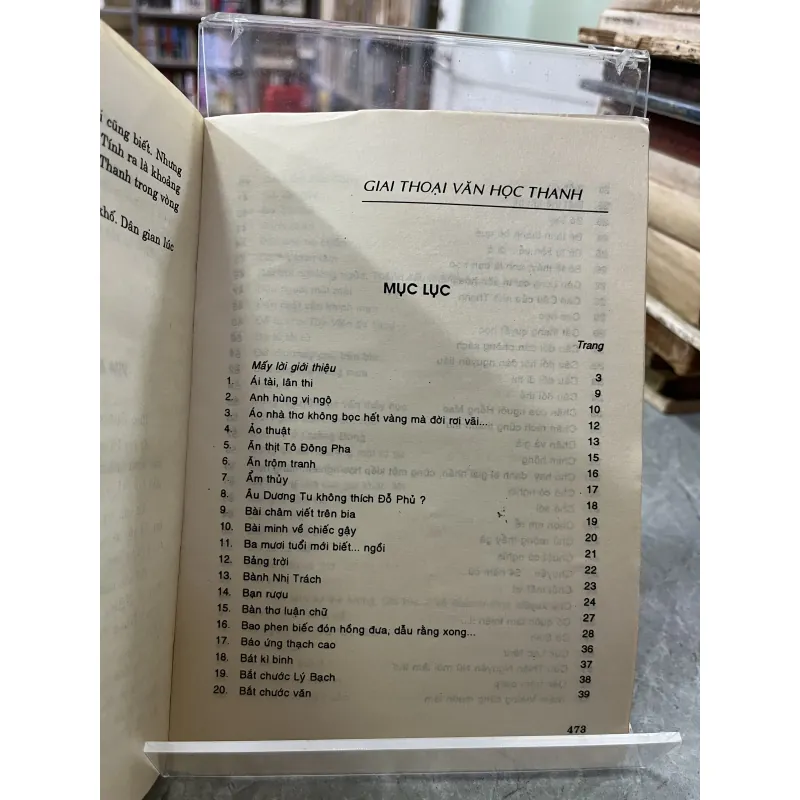 cũng biết. Nhưng
Tính ra là khoảng
Thanh trong vòng
khố. Dân gian lúc
GIAI THOẠI VĂN HỌC THANH
MỤC LỤC
Trang
Mấy lời giới thiệu 3
1. Ái tài, lân thi 9
2. Anh hùng vị ngộ 10
3. Áo nhà thơ không bọc hết vàng mà đời rơi vãi... 12
4. Ảo thuật 13
5. Ăn thịt Tô Đông Pha 15
6. Ăn trộm tranh 16
7. Ẩm thủy 17
8. Âu Dương Tu không thích Đỗ Phủ ? 18
9. Bài châm viết trên bia 19
10. Bài minh về chiếc gậy 20
11. Ba mươi tuổi mới biết... ngồi 21
12. Bảng trời 22
13. Bành Nhị Trách 23
14. Bạn rượu 24
15. Bàn thơ luận chữ 27
16. Bao phen biếc đón hồng đưa, dẫu rằng xong... 28
17. Báo ứng thạch cao 36
18. Bát kì binh 37
19. Bắt chước Lý Bạch 38
20. Bắt chước văn 39
473